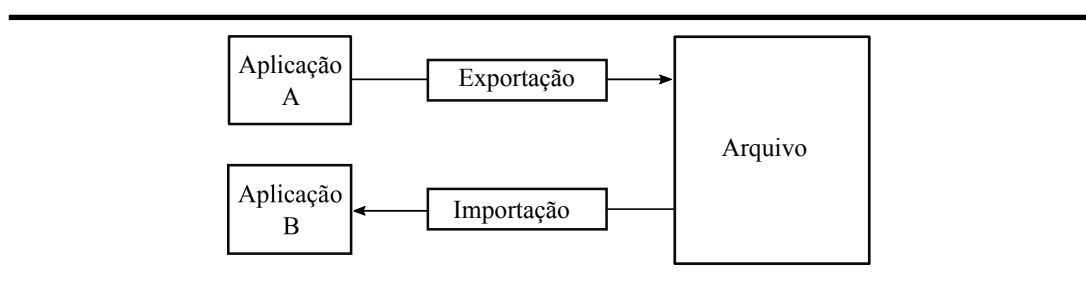 Aplicação
A
Exportação
Arquivo
Aplicação
B
Importação